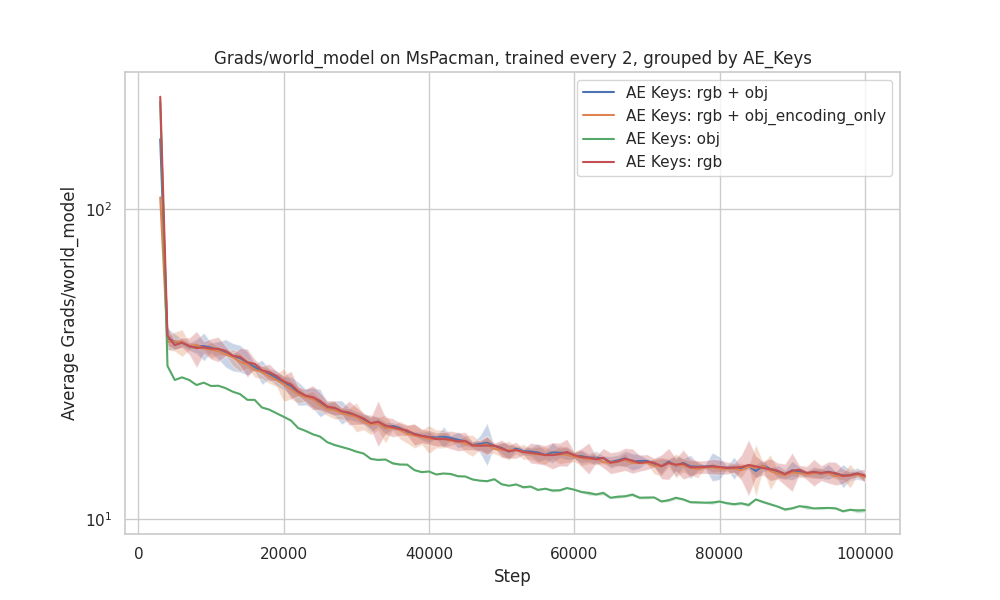 Grads/world_model on MsPacman, trained every 2, grouped by AE_Keys
AE Keys: rgb + obj
AE Keys: rgb + obj_encoding_only
AE Keys: obj
AE Keys: rgb
Average Grads/world_model
10²
10¹
0
20000
40000
60000
80000
100000
Step